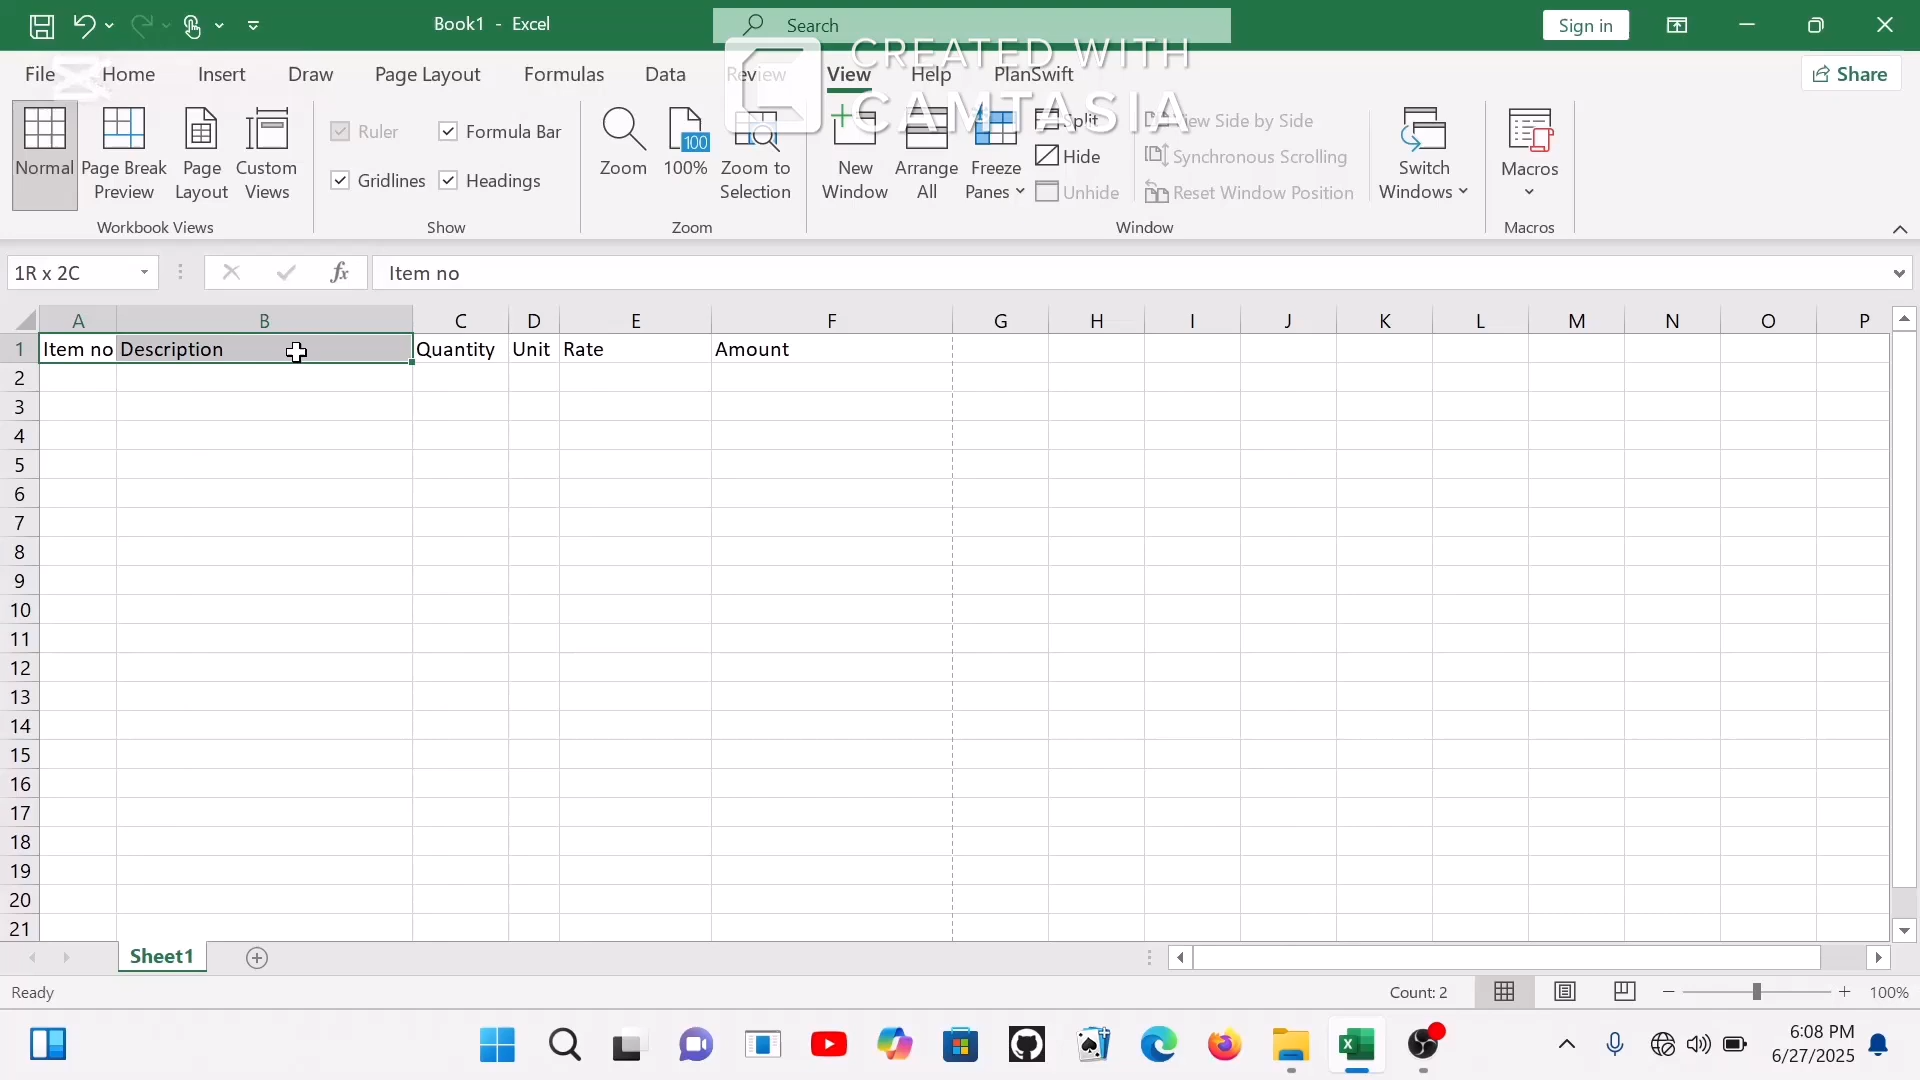 Book1 - Excel
Search
Sign in
CREATED WITH
CAMTASIA
File Home Insert Draw Page Layout Formulas Data Review View Help PlanSwift
Share
Normal
Page Break Preview
Page Layout
Custom Views
Workbook Views
Ruler
Formula Bar
Gridlines
Headings
Show
Zoom
100
100%
Zoom to Selection
Zoom
New Window
Arrange All
Freeze Panes
Split
Hide
Unhide
View Side by Side
Synchronous Scrolling
Reset Window Position
Switch Windows
Window
Macros
Macros
1R x 2C
fx
Item no
A B C D E F G H I J K L M N O P
1 Item no Description Quantity Unit Rate Amount
2
3
4
5
6
7
8
9
10
11
12
13
14
15
16
17
18
19
20
21
Sheet1
Ready
Count: 2
100%
6:08 PM
6/27/2025